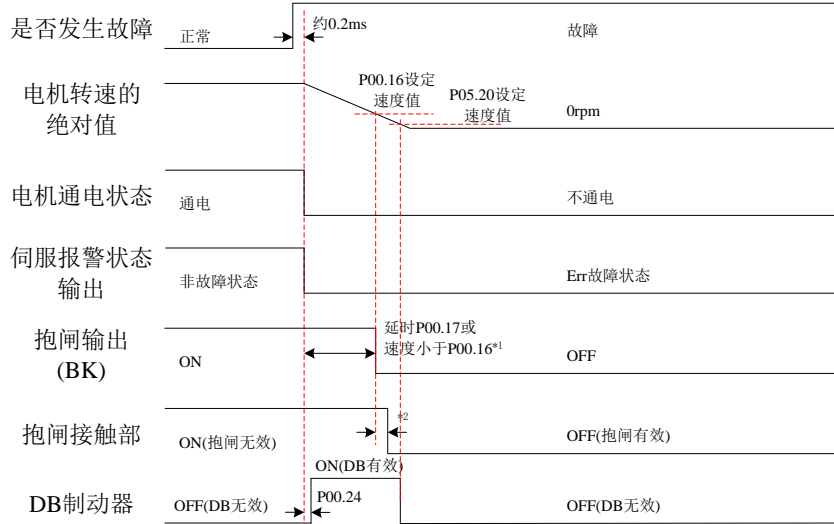 是否发生故障
正常
约0.2ms
故障
电机转速的
绝对值
P00.16设定
速度值
P05.20设定
速度值
0rpm
电机通电状态
通电
不通电
伺服报警状态
输出
非故障状态
Err故障状态
抱闸输出
(BK)
ON
延时P00.17或
速度小于P00.16*1
OFF
抱闸接触部
ON(抱闸无效)
*2
OFF(抱闸有效)
DB制动器
OFF(DB无效)
P00.24
ON(DB有效)
OFF(DB无效)